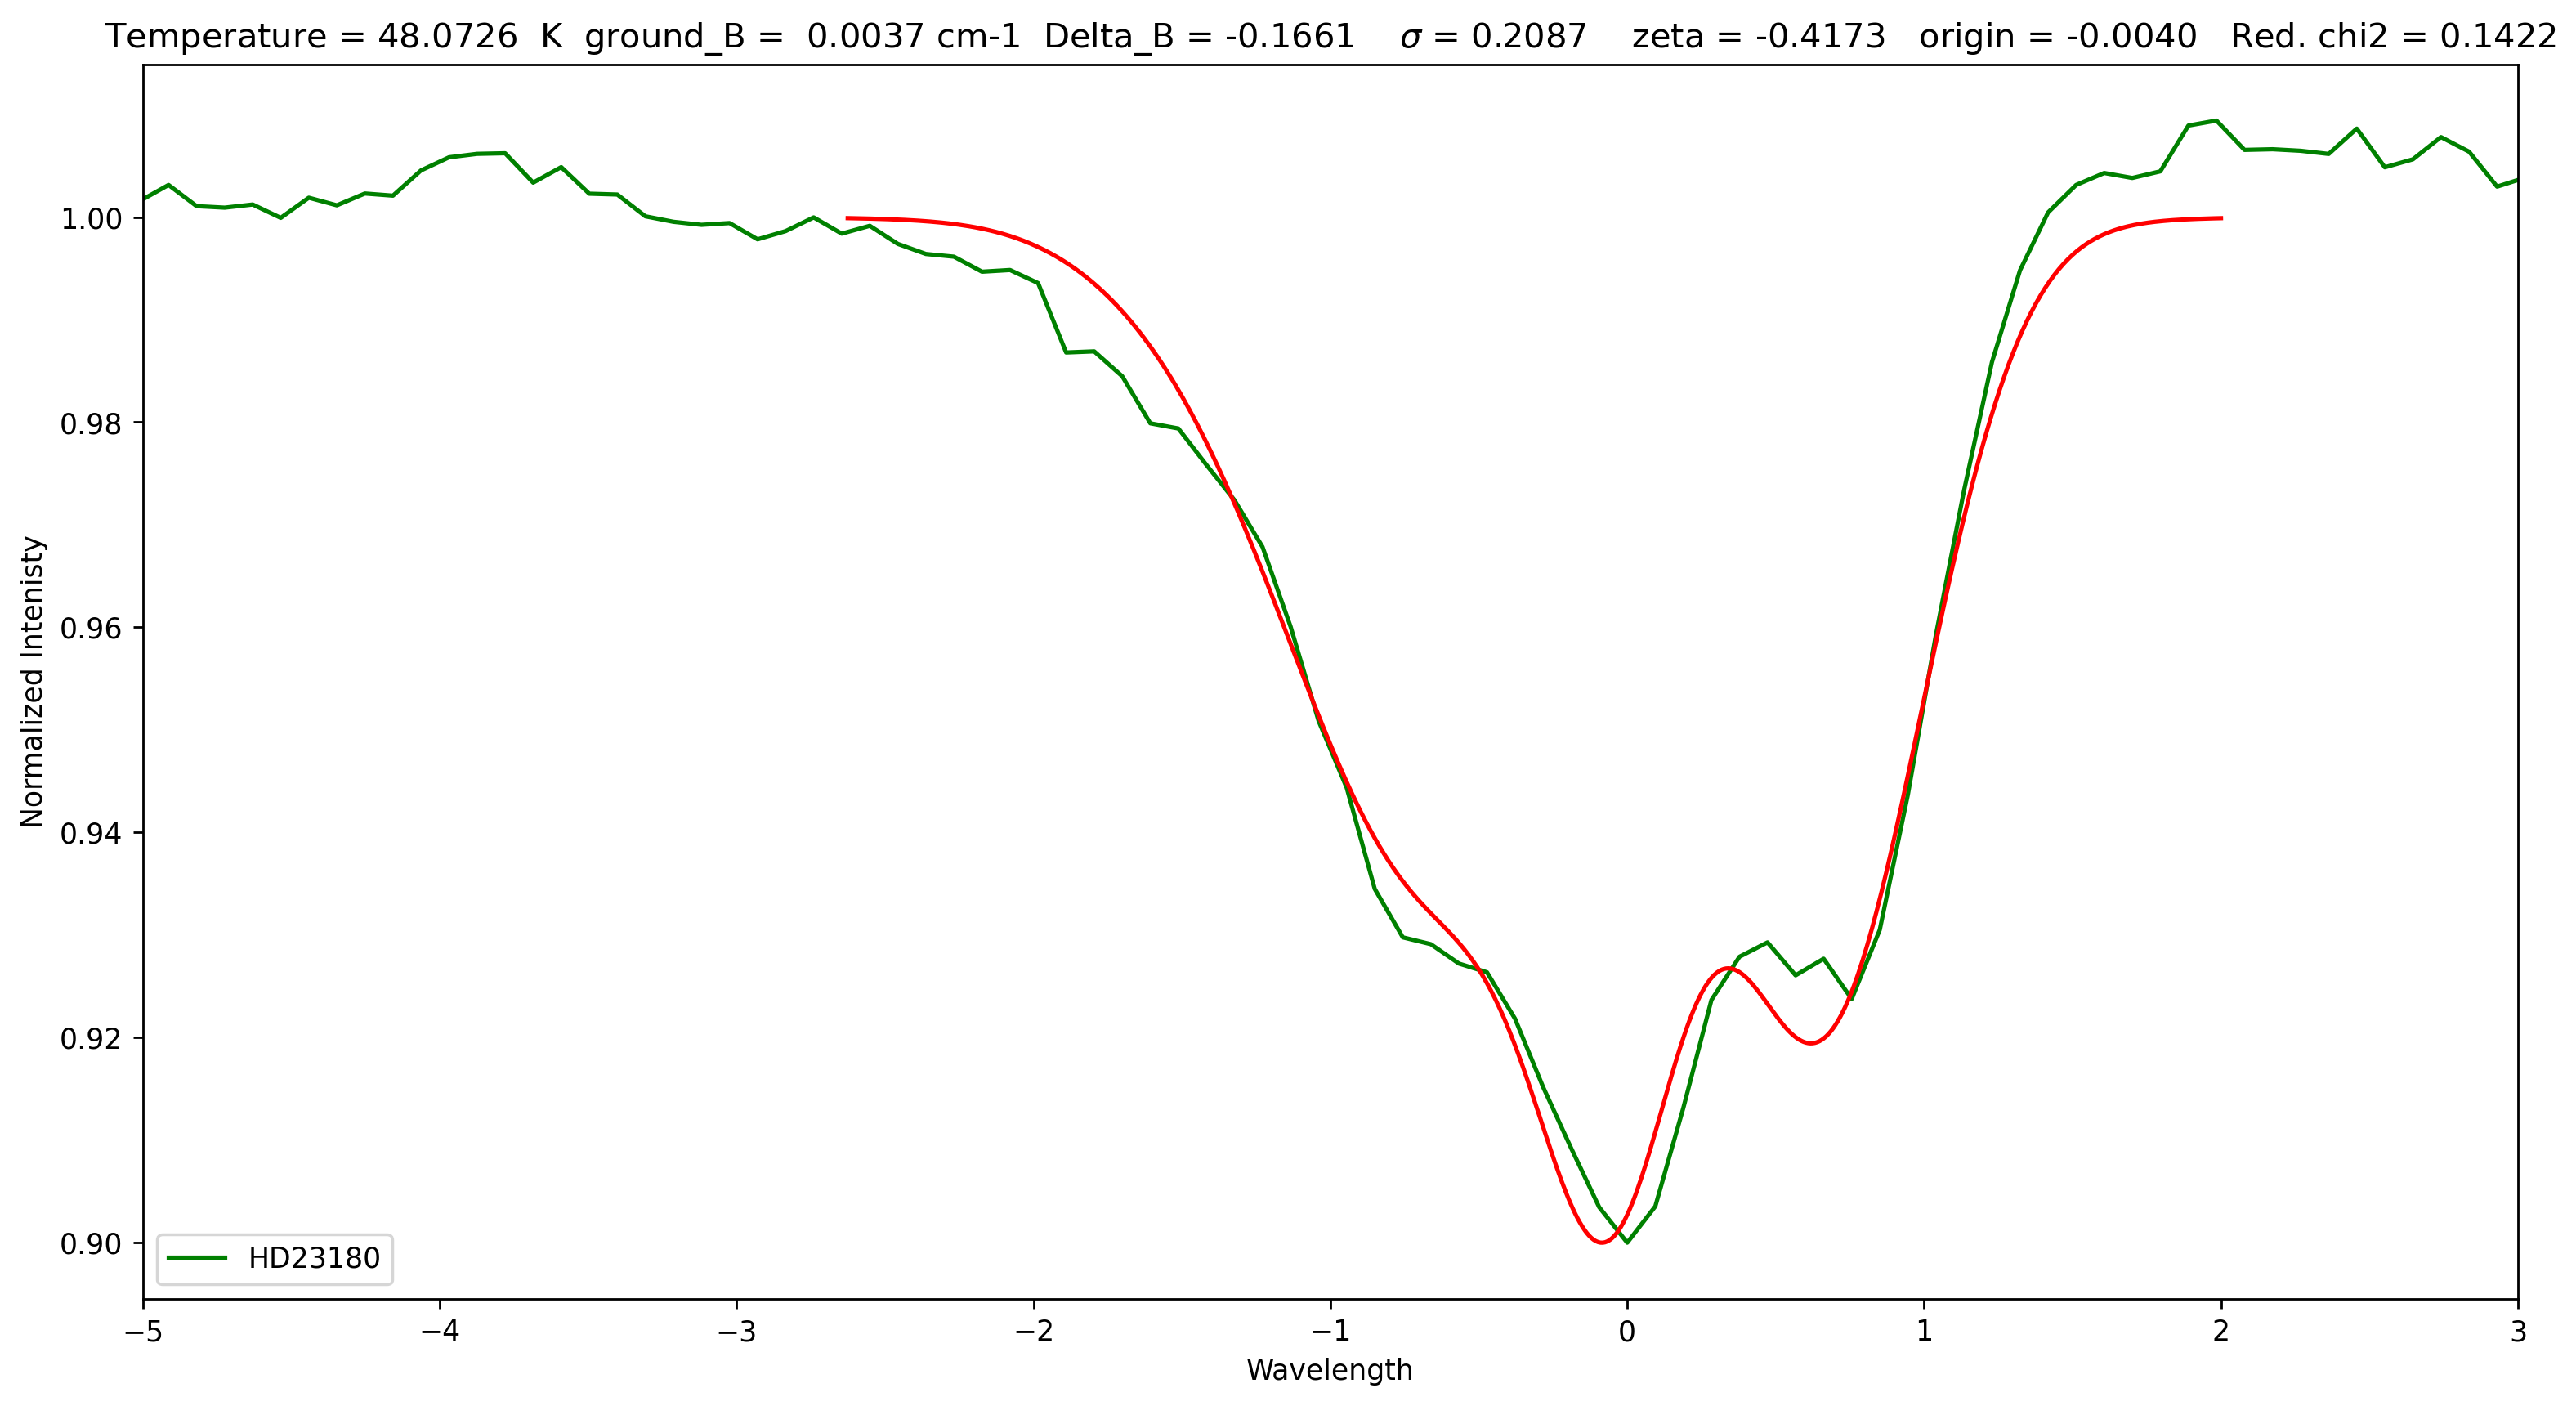 Temperature = 48.0726 K ground_B = 0.0037 cm-1 Delta_B = -0.1661 σ = 0.2087 zeta = -0.4173 origin = -0.0040 Red. chi2 = 0.1422
1.00
0.98
0.96
0.94
0.92
0.90
Normalized Intenisty
HD23180
−5 −4 −3 −2 −1 0 1 2 3
Wavelength